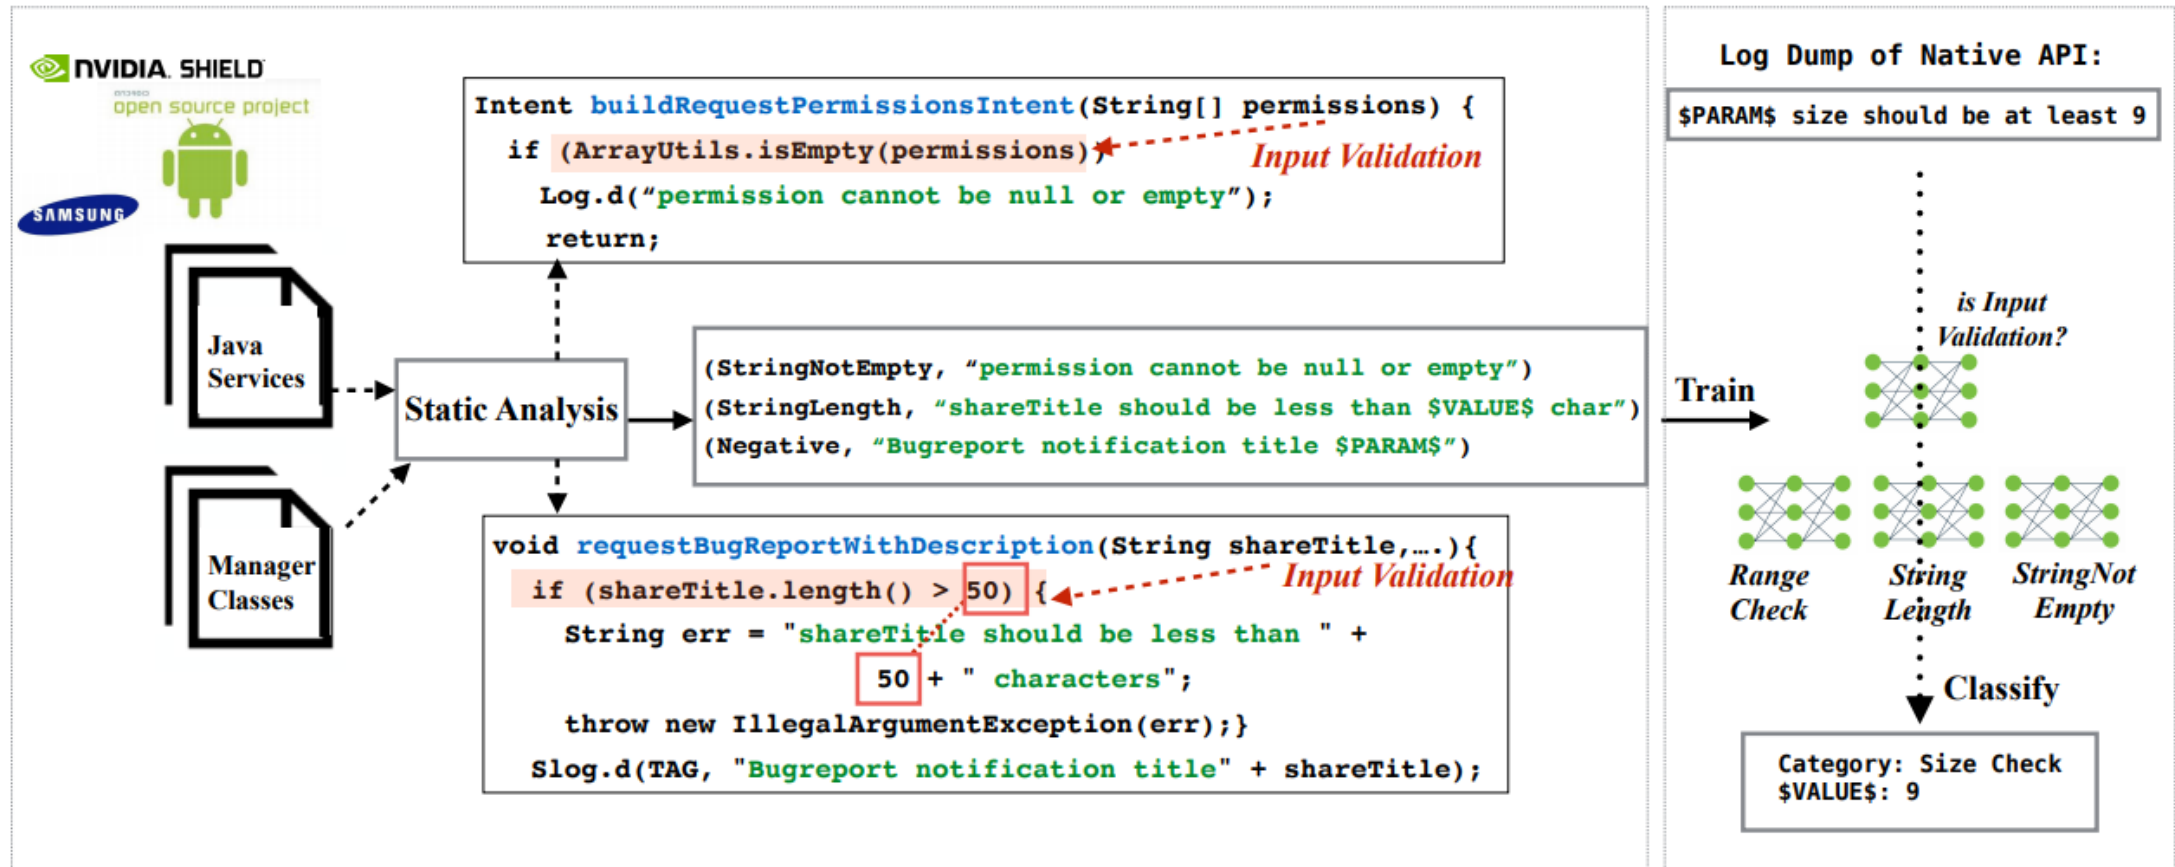 NVIDIA. SHIELD
ANDROID
open source project
SAMSUNG
Java
Services
Manager
Classes
Static Analysis
Intent buildRequestPermissionsIntent(String[] permissions) {
if (ArrayUtils.isEmpty(permissions))
Input Validation
Log.d(“permission cannot be null or empty”);
return;
(StringNotEmpty, “permission cannot be null or empty”)
(StringLength, “shareTitle should be less than $VALUE$ char”)
(Negative, “Bugreport notification title $PARAM$”)
void requestBugReportWithDescription(String shareTitle,….){
if (shareTitle.length() > 50) {
Input Validation
String err = "shareTitle should be less than " +
50 + " characters";
throw new IllegalArgumentException(err);}
Slog.d(TAG, "Bugreport notification title" + shareTitle);
Train
Log Dump of Native API:
$PARAM$ size should be at least 9
is Input
Validation?
Range
Check
String
Length
StringNot
Empty
Classify
Category: Size Check
$VALUE$: 9